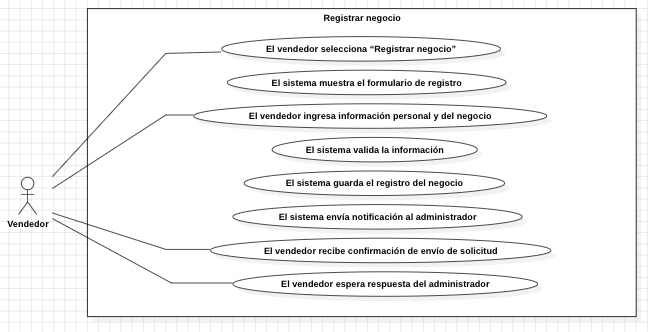 Registrar negocio
El vendedor selecciona “Registrar negocio”
El sistema muestra el formulario de registro
El vendedor ingresa información personal y del negocio
El sistema valida la información
El sistema guarda el registro del negocio
El sistema envía notificación al administrador
El vendedor recibe confirmación de envío de solicitud
El vendedor espera respuesta del administrador
Vendedor